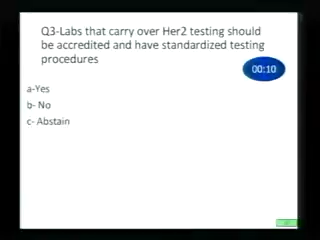 Q3-Labs that carry over Her2 testing should
be accredited and have standardized testing
procedures
00:10
a-Yes
b- No
c- Abstain